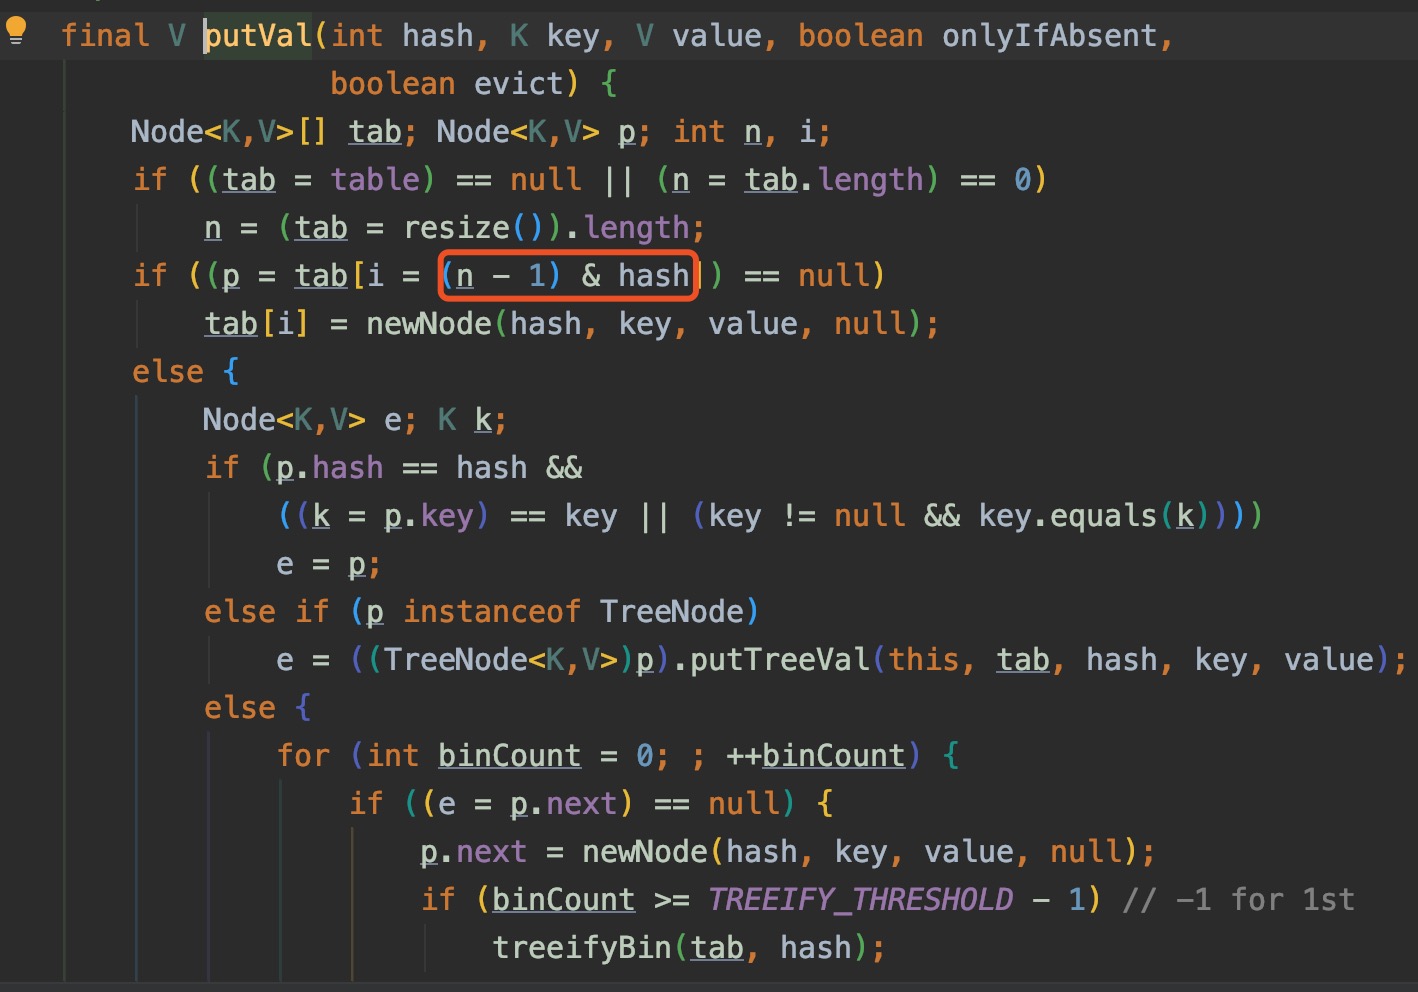 final V putVal(int hash, K key, V value, boolean onlyIfAbsent,
boolean evict) {
Node<K,V>[] tab; Node<K,V> p; int n, i;
if ((tab = table) == null || (n = tab.length) == 0)
n = (tab = resize()).length;
if ((p = tab[i = (n - 1) & hash]) == null)
tab[i] = newNode(hash, key, value, null);
else {
Node<K,V> e; K k;
if (p.hash == hash &&
((k = p.key) == key || (key != null && key.equals(k))))
e = p;
else if (p instanceof TreeNode)
e = ((TreeNode<K,V>)p).putTreeVal(this, tab, hash, key, value);
else {
for (int binCount = 0; ; ++binCount) {
if ((e = p.next) == null) {
p.next = newNode(hash, key, value, null);
if (binCount >= TREEIFY_THRESHOLD - 1) // -1 for 1st
treeifyBin(tab, hash);